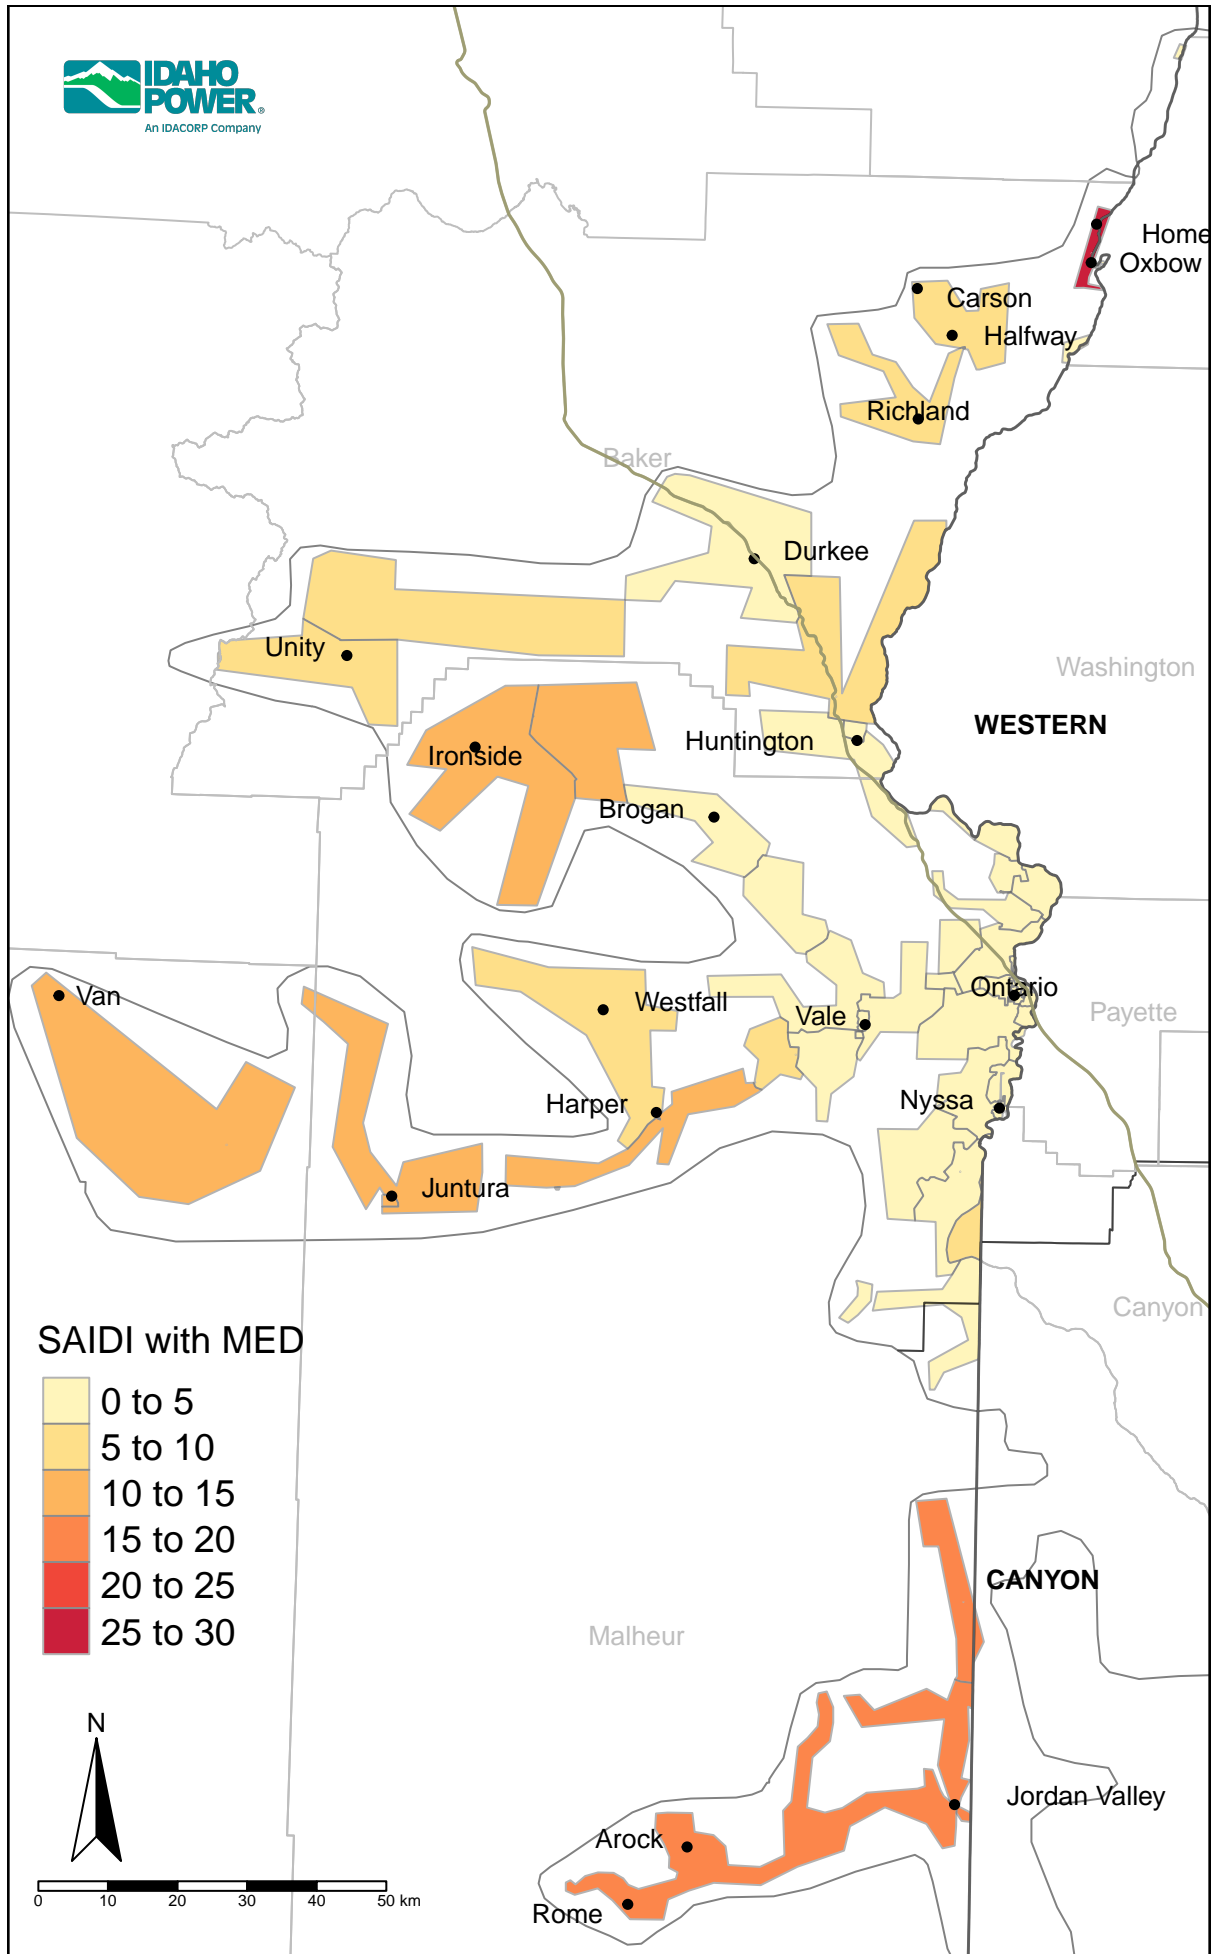 IDAHO
POWER®
An IDACORP Company
Home
Oxbow
Carson
Halfway
Richland
Baker
Durkee
Unity
Washington
WESTERN
Huntington
Ironside
Brogan
Van
Westfall
Ontario
Vale
Payette
Harper
Nyssa
Juntura
Canyon
SAIDI with MED
0 to 5
5 to 10
10 to 15
15 to 20
20 to 25
25 to 30
CANYON
Malheur
N
Jordan Valley
Arock
Rome
0 10 20 30 40 50 km